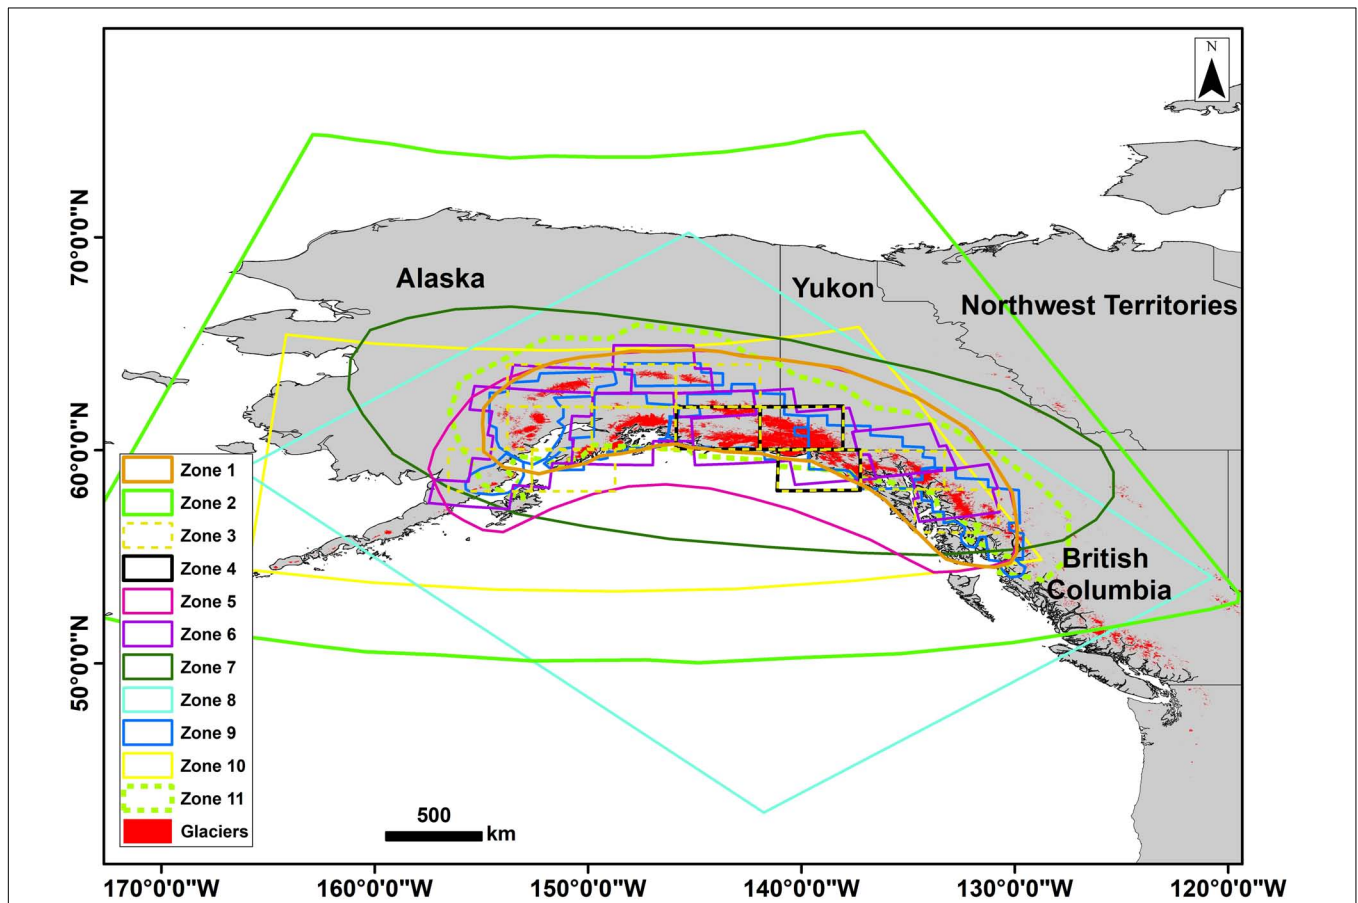 N
Alaska
Yukon
Northwest Territories
British
Columbia
70°0'0"N
60°0'0"N
50°0'0"N
Zone 1
Zone 2
Zone 3
Zone 4
Zone 5
Zone 6
Zone 7
Zone 8
Zone 9
Zone 10
Zone 11
Glaciers
500
km
170°0'0"W
160°0'0"W
150°0'0"W
140°0'0"W
130°0'0"W
120°0'0"W